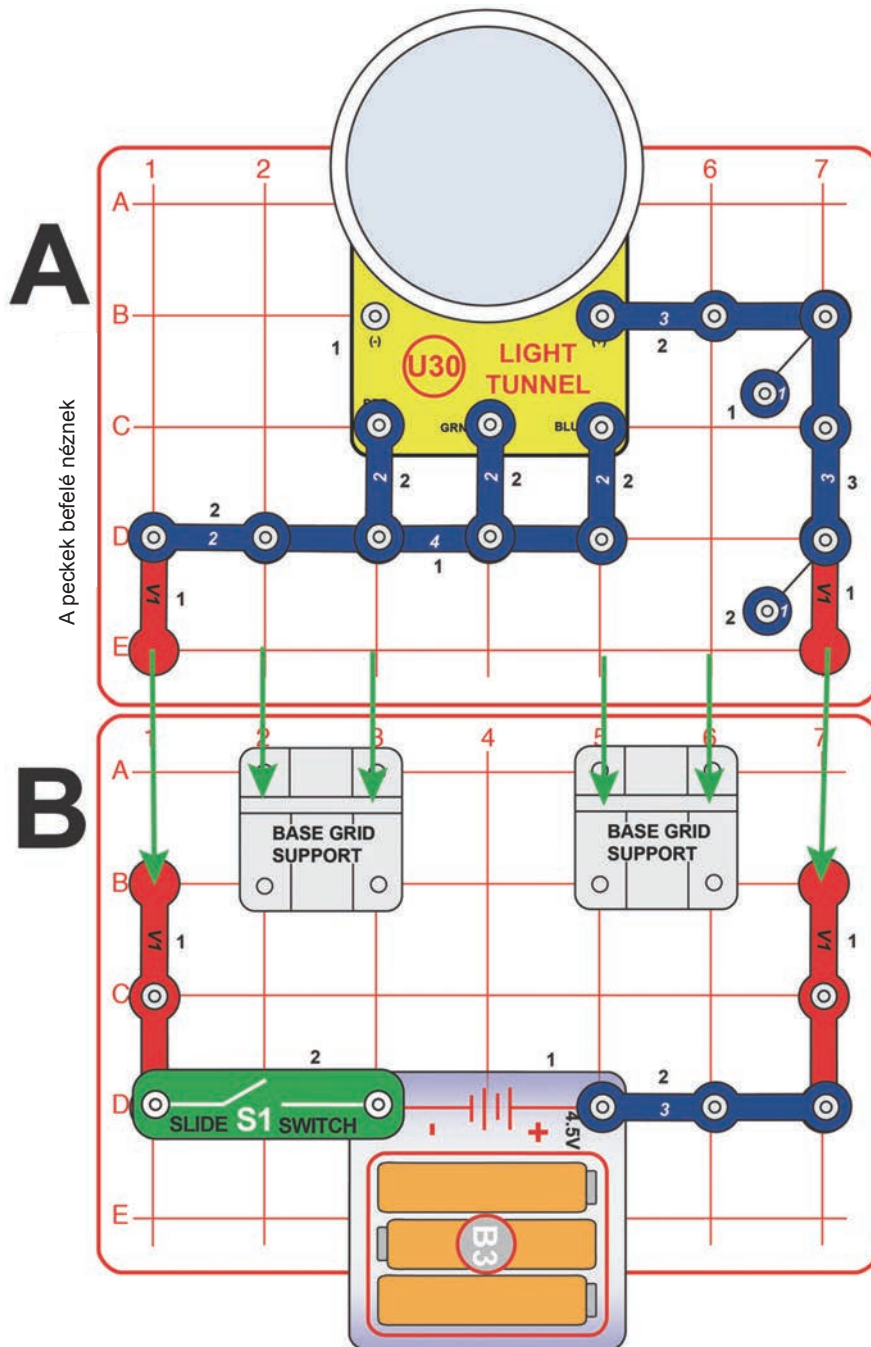 1 2 6 7
A
A
B
(-)
3
2
1
U30
LIGHT
TUNNEL
1
1
C
GRN
BLU
2
2
2
2
2
2
3
3
D
2
2
4
1
A peckek befelé néznek
V1
1
2
1
V1
1
E
1 2 3 4 5 6 7
B
A
BASE GRID
SUPPORT
BASE GRID
SUPPORT
B
V1
1
V1
1
C
2
1
2
D
SLIDE S1 SWITCH
-
+
4.5V
3
E
B3